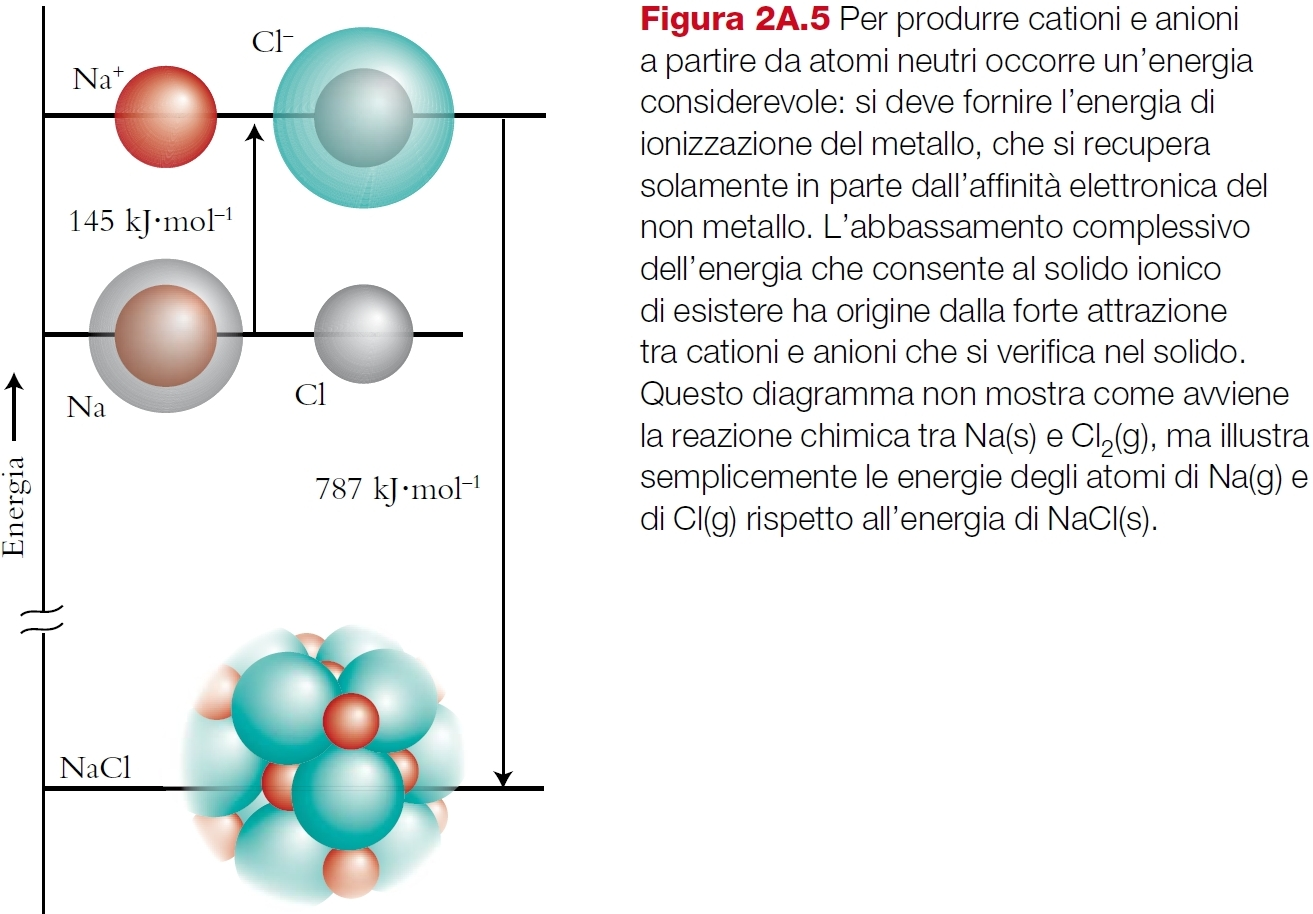 Cl⁻
Na⁺
145 kJ·mol⁻¹
Na
Cl
787 kJ·mol⁻¹
Energia
NaCl
Figura 2A.5 Per produrre cationi e anioni
a partire da atomi neutri occorre un’energia
considerevole: si deve fornire l’energia di
ionizzazione del metallo, che si recupera
solamente in parte dall’affinità elettronica del
non metallo. L’abbassamento complessivo
dell’energia che consente al solido ionico
di esistere ha origine dalla forte attrazione
tra cationi e anioni che si verifica nel solido.
Questo diagramma non mostra come avviene
la reazione chimica tra Na(s) e Cl₂(g), ma illustra
semplicemente le energie degli atomi di Na(g) e
di Cl(g) rispetto all’energia di NaCl(s).